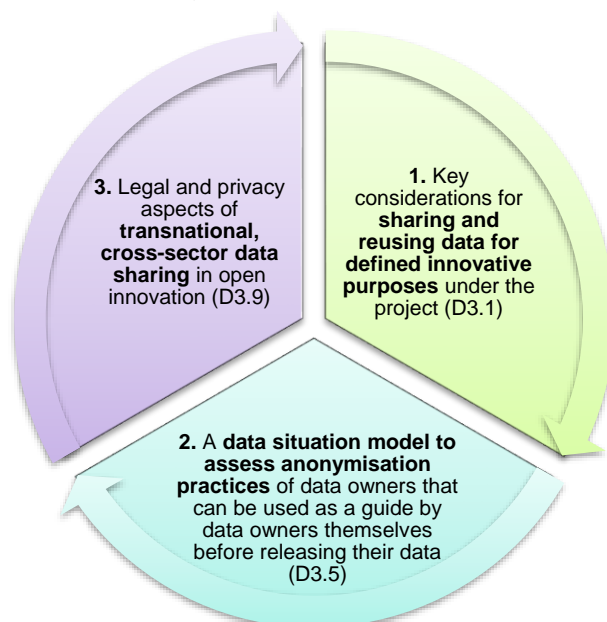 1. Key
considerations for
sharing and
reusing data for
defined innovative
purposes under the
project (D3.1)
2. A data situation model to
assess anonymisation
practices of data owners that
can be used as a guide by
data owners themselves
before releasing their data
(D3.5)
3. Legal and privacy
aspects of
transnational,
cross-sector data
sharing in open
innovation (D3.9)